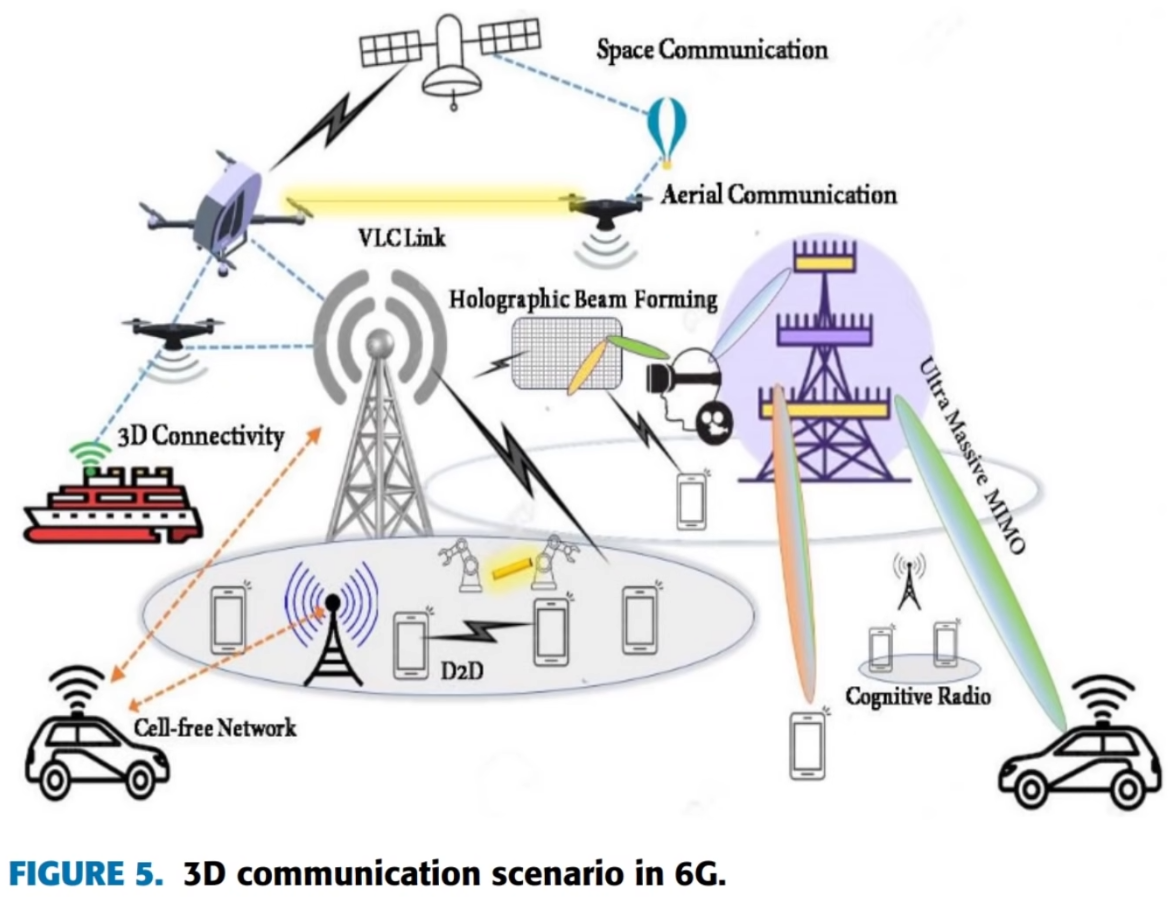 Space Communication
Aerial Communication
VLC Link
Holographic Beam Forming
3D Connectivity
Ultra Massive MIMO
D2D
Cognitive Radio
Cell-free Network
FIGURE 5. 3D communication scenario in 6G.